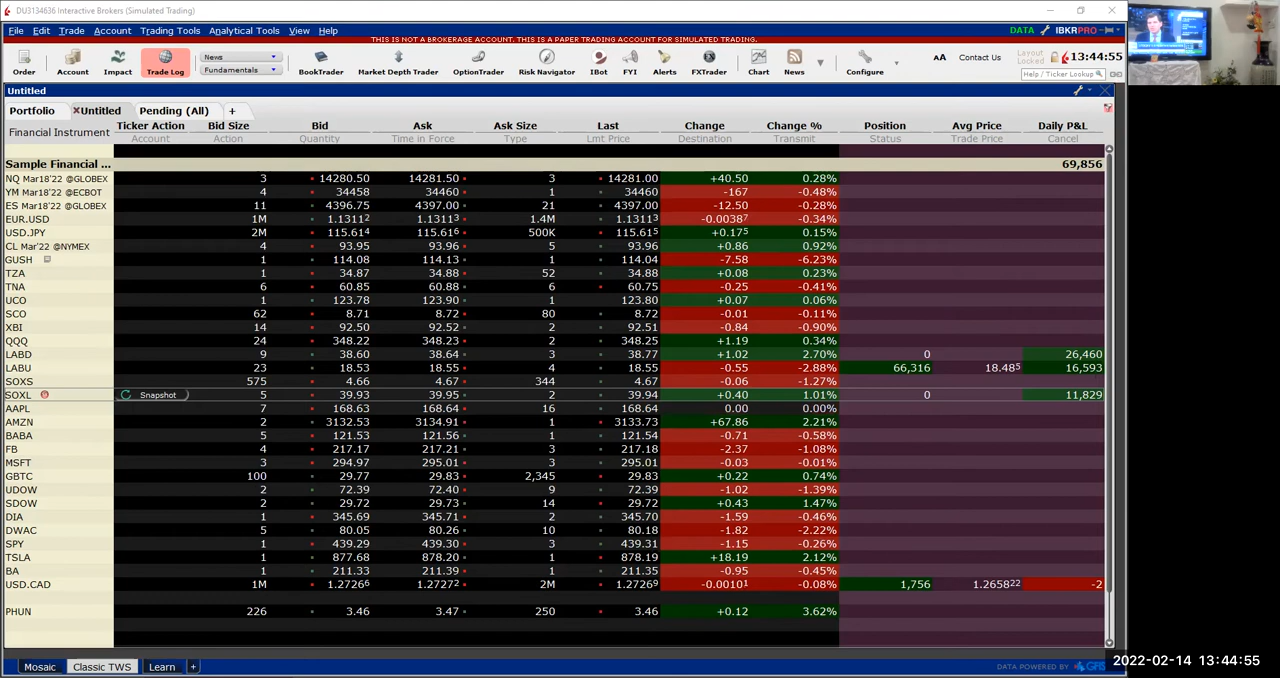 DU3134636 Interactive Brokers (Simulated Trading)
File Edit Trade Account Trading Tools Analytical Tools View Help DATA IBKRPRO
THIS IS NOT A BROKERAGE ACCOUNT. THIS IS A PAPER TRADING ACCOUNT FOR SIMULATED TRADING.
Order Account Impact Trade Log News Fundamentals BookTrader Market Depth Trader OptionTrader Risk Navigator IBot FYI Alerts FXTrader Chart News Configure AA Contact Us Layout Locked 13:44:55
Help / Ticker Lookup
Untitled
Portfolio Untitled Pending (All) +
Financial Instrument Ticker Action Bid Size Bid Ask Ask Size Last Change Change % Position Avg Price Daily P&L
Account Action Quantity Time in Force Type Lmt Price Destination Transmit Status Trade Price Cancel
Sample Financial ... 69,856
NQ Mar18'22 @GLOBEX 3 14280.50 14281.50 3 14281.00 +40.50 0.28%
YM Mar18'22 @ECBOT 4 34458 34460 1 34460 -167 -0.48%
ES Mar18'22 @GLOBEX 11 4396.75 4397.00 21 4397.00 -12.50 -0.28%
EUR.USD 1M 1.1311² 1.1311³ 1.4M 1.1311³ -0.0038⁷ -0.34%
USD.JPY 2M 115.61⁴ 115.61⁶ 500K 115.61⁵ +0.17⁵ 0.15%
CL Mar'22 @NYMEX 4 93.95 93.96 5 93.96 +0.86 0.92%
GUSH 1 114.08 114.13 1 114.04 -7.58 -6.23%
TZA 1 34.87 34.88 52 34.88 +0.08 0.23%
TNA 1 60.85 60.88 6 60.75 -0.25 -0.41%
UCO 1 123.78 123.90 1 123.80 +0.07 0.06%
SCO 62 8.71 8.72 80 8.72 -0.01 -0.11%
XBI 14 92.50 92.52 2 92.51 -0.84 -0.90%
QQQ 24 348.22 348.23 2 348.25 +1.19 0.34%
LABD 9 38.60 38.64 3 38.77 +1.02 2.70% 0 26,460
LABU 23 18.53 18.55 4 18.55 -0.55 -2.88% 66,316 18.48⁵ 16,593
SOXS 575 4.66 4.67 344 4.67 -0.06 -1.27%
SOXL Snapshot 5 39.93 39.95 2 39.94 +0.40 1.01% 0 11,829
AAPL 7 168.63 168.64 16 168.64 0.00 0.00%
AMZN 2 3132.53 3134.91 1 3133.73 +67.86 2.21%
BABA 5 121.53 121.56 1 121.54 -0.71 -0.58%
FB 4 217.17 217.21 3 217.18 -2.37 -1.08%
MSFT 3 294.97 295.01 3 295.01 -0.03 -0.01%
GBTC 100 29.77 29.83 2,345 29.83 +0.22 0.74%
UDOW 2 72.39 72.40 9 72.39 -1.02 -1.39%
SDOW 2 29.72 29.73 14 29.72 +0.43 1.47%
DIA 1 345.69 345.71 2 345.70 -1.59 -0.46%
DWAC 5 80.05 80.26 10 80.18 -1.82 -2.22%
SPY 1 439.29 439.30 3 439.31 -1.15 -0.26%
TSLA 1 877.68 878.20 1 878.19 +18.19 2.12%
BA 1 211.33 211.39 1 211.35 -0.95 -0.45%
USD.CAD 1M 1.2726⁶ 1.2727² 2M 1.2726⁹ -0.0010¹ -0.08% 1,756 1.2658²² -2
PHUN 226 3.46 3.47 250 3.46 +0.12 3.62%
Mosaic Classic TWS Learn + DATA POWERED BY GFIS
2022-02-14 13:44:55